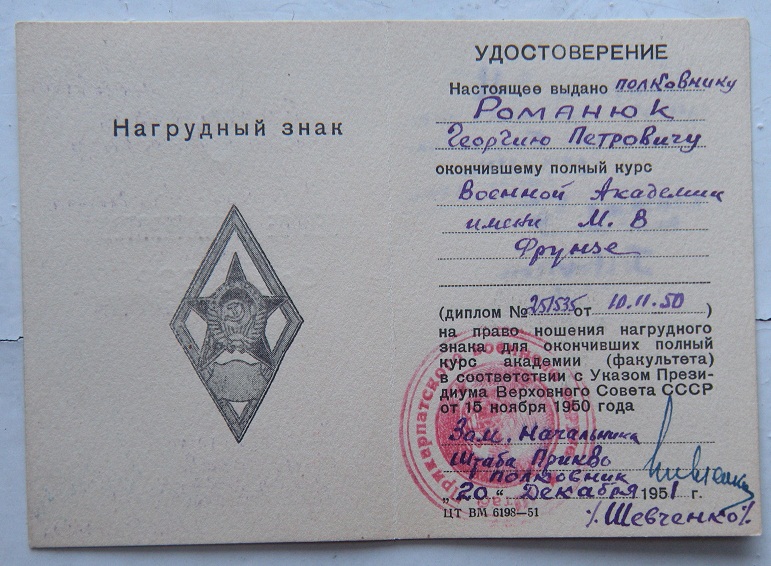 Нагрудный знак
УДОСТОВЕРЕНИЕ
Настоящее выдано полковнику
Романюк
Георгию Петровичу
окончившему полный курс
Военной Академии
имени М. В
Фрунзе
(диплом № 251535 от 10.11.50)
на право ношения нагрудного
знака для окончивших полный
курс академии (факультета)
в соответствии с Указом Прези-
диума Верховного Совета СССР
от 15 ноября 1950 года
Зам. Начальника
Штаба ПрикВО
полковник
„20“ Декабря 1951 г.
/Шевченко/
ЦТ ВМ 6198—51
Прикарпатского военного округа